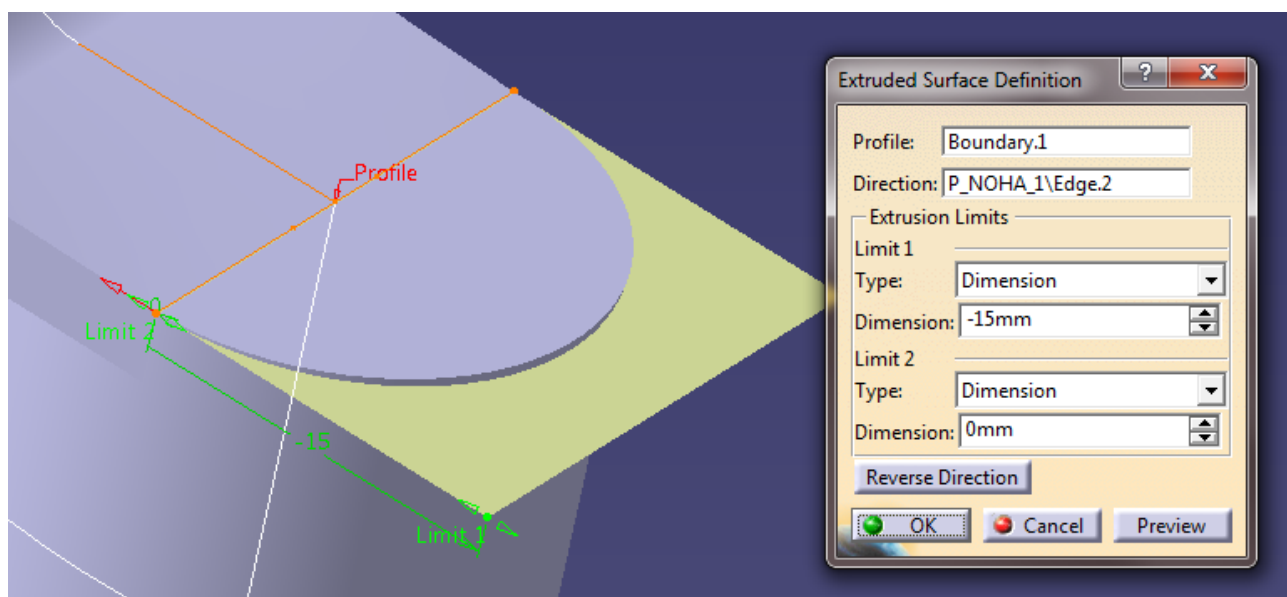 Profile
0
Limit 2
-15
Limit 1
Extruded Surface Definition
?
Profile: Boundary.1
Direction: P_NOHA_1\Edge.2
Extrusion Limits
Limit 1
Type: Dimension
Dimension: -15mm
Limit 2
Type: Dimension
Dimension: 0mm
Reverse Direction
OK Cancel Preview